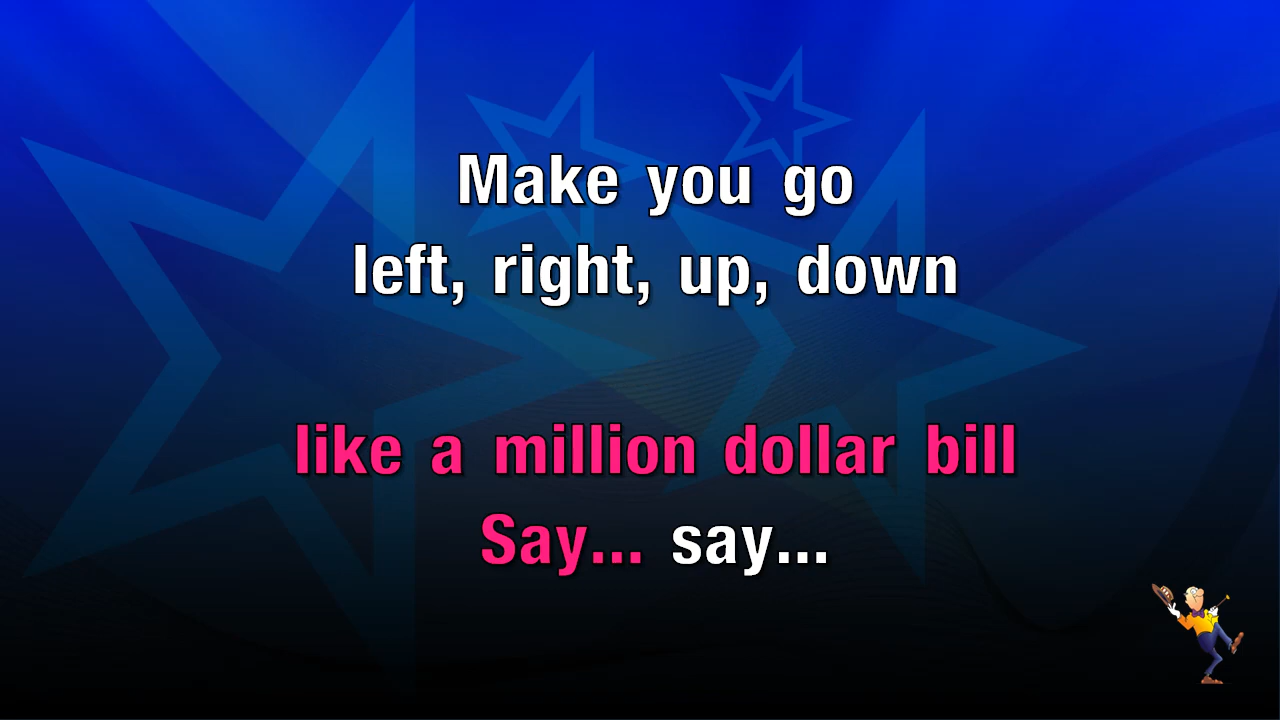 Make you go
left, right, up, down
like a million dollar bill
Say... say...